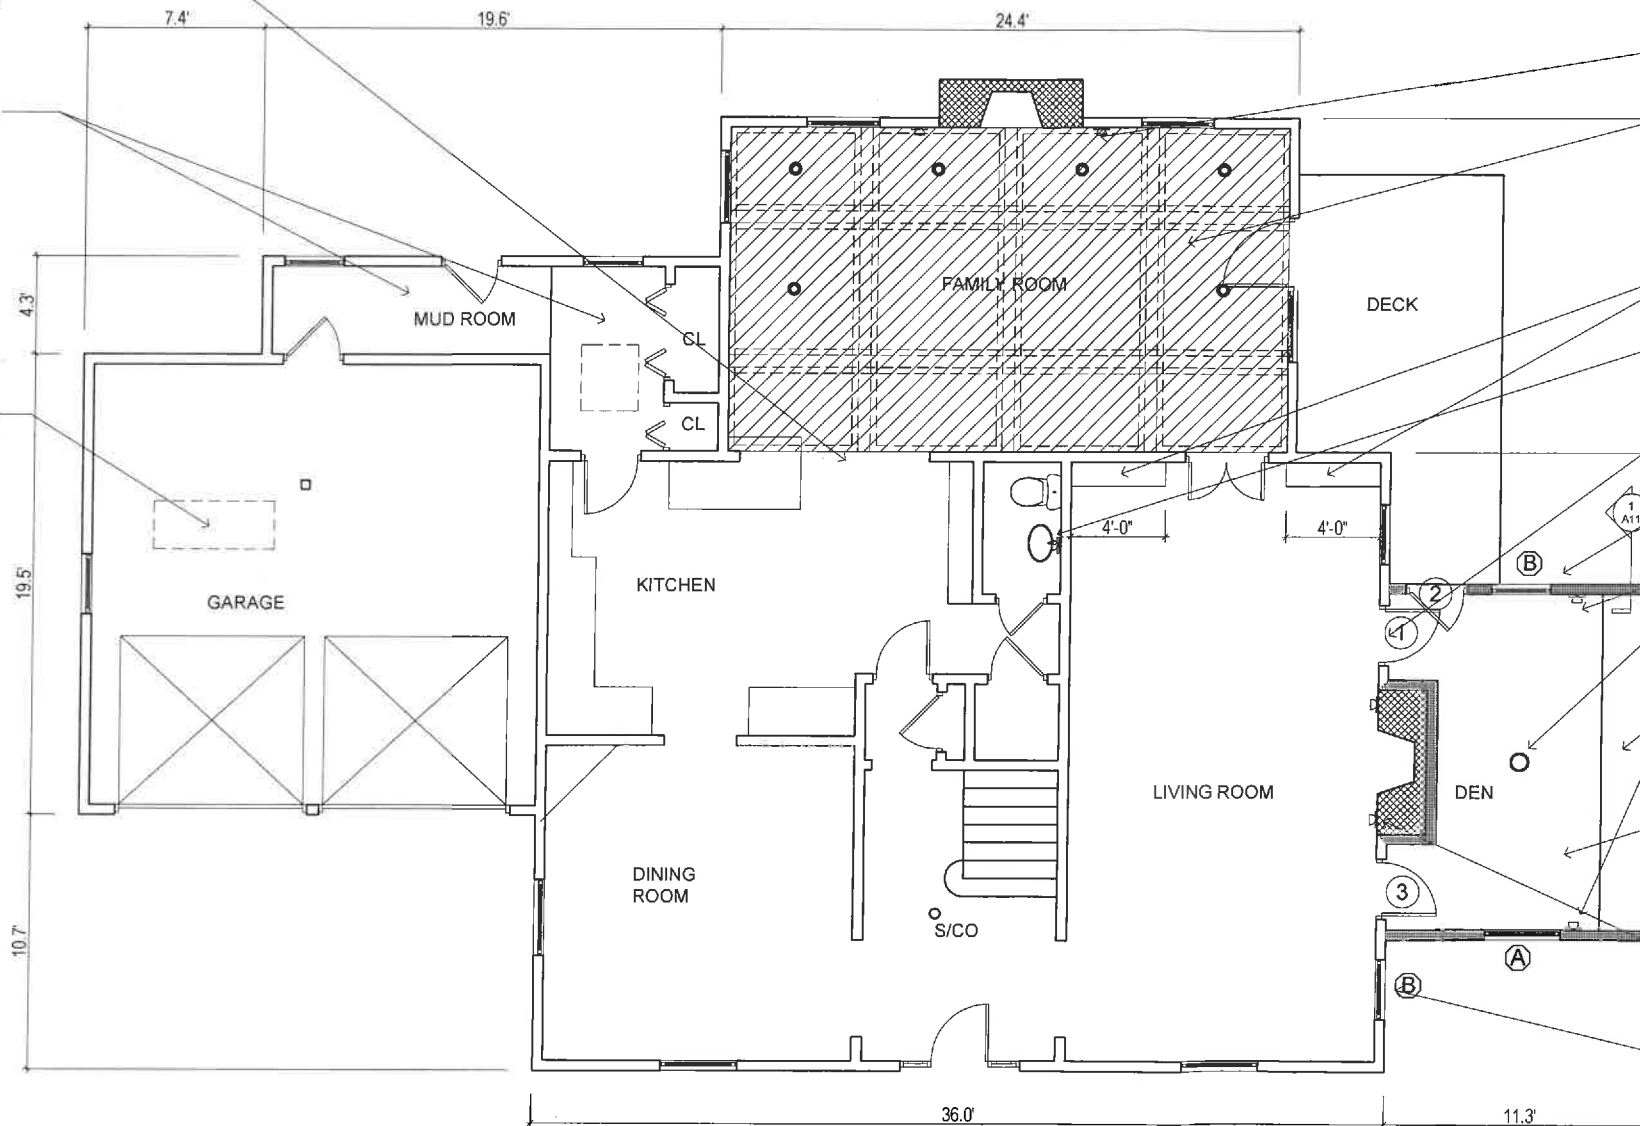 7.4'
19.6'
24.4'
4.3'
MUD ROOM
CL
CL
FAMILY ROOM
DECK
1
A11
19.5'
GARAGE
KITCHEN
4'-0"
4'-0"
B
2
1
LIVING ROOM
DEN
DINING
ROOM
3
S/CO
10.7'
A
B
36.0'
11.3'